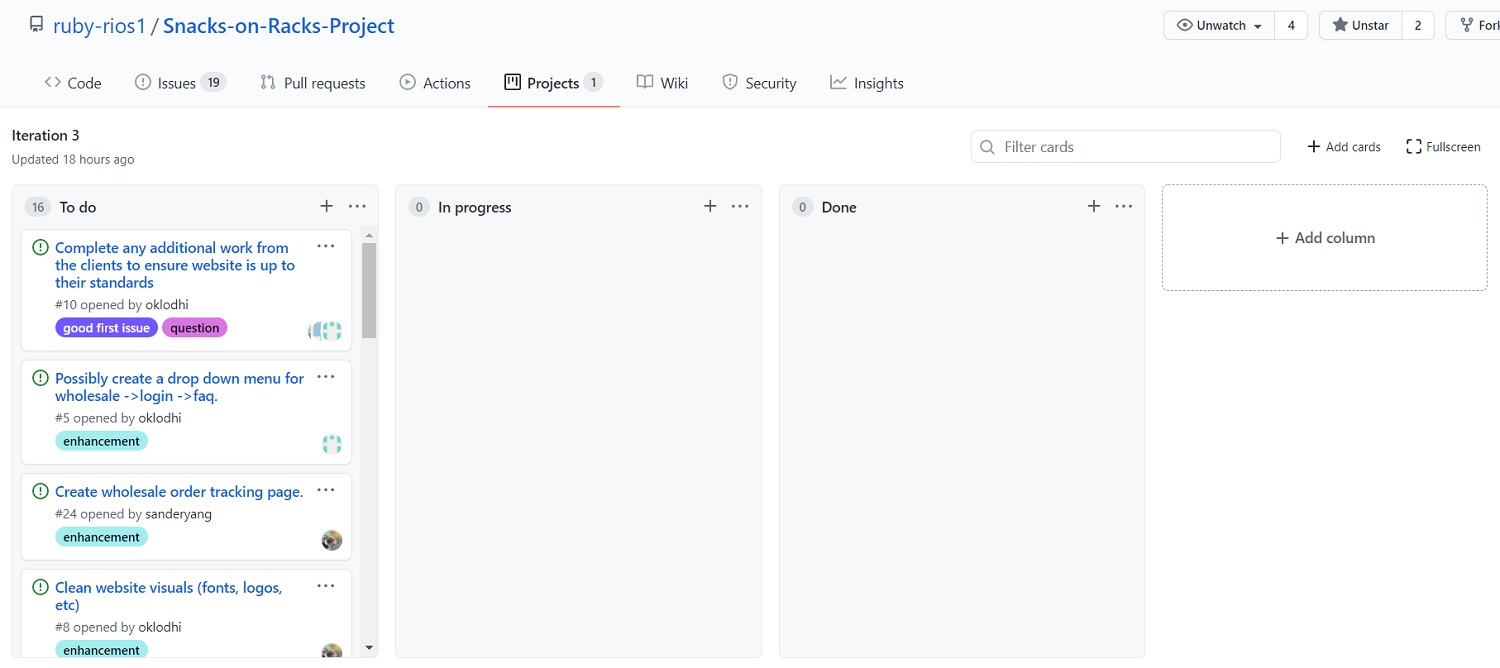 ruby-rios1 / Snacks-on-Racks-Project
Unwatch 4 Unstar 2 Fork
Code Issues 19 Pull requests Actions Projects 1 Wiki Security Insights
Iteration 3
Updated 18 hours ago
Filter cards
Add cards
Fullscreen
16 To do
Complete any additional work from
the clients to ensure website is up to
their standards
#10 opened by oklodhi
good first issue question
Possibly create a drop down menu for
wholesale ->login ->faq.
#5 opened by oklodhi
enhancement
Create wholesale order tracking page.
#24 opened by sanderyang
enhancement
Clean website visuals (fonts, logos,
etc)
#8 opened by oklodhi
enhancement
0 In progress
0 Done
+ Add column